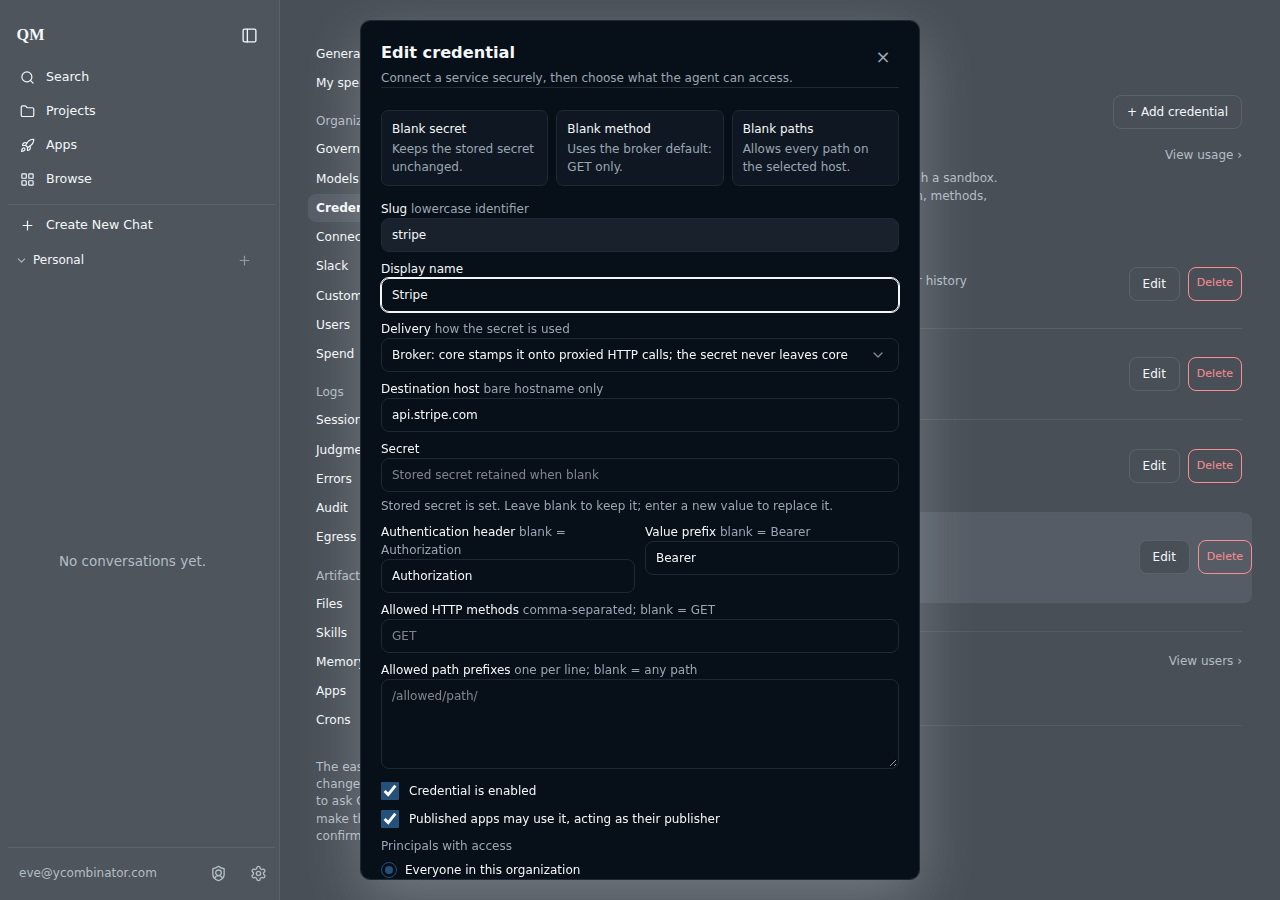 QM
Search
Projects
Apps
Browse
Create New Chat
Personal
No conversations yet.
eve@ycombinator.com
Genera
My spe
Organiz
Govern
Models
Creden
Connec
Slack
Custom
Users
Spend
Logs
Session
Judgme
Errors
Audit
Egress
Artifact
Files
Skills
Memory
Apps
Crons
The eas
change
to ask
make th
confirm
Edit credential
Connect a service securely, then choose what the agent can access.
Blank secret
Keeps the stored secret
unchanged.
Blank method
Uses the broker default:
GET only.
Blank paths
Allows every path on
the selected host.
Slug lowercase identifier
stripe
Display name
Stripe
Delivery how the secret is used
Broker: core stamps it onto proxied HTTP calls; the secret never leaves core
Destination host bare hostname only
api.stripe.com
Secret
Stored secret retained when blank
Stored secret is set. Leave blank to keep it; enter a new value to replace it.
Authentication header blank =
Authorization
Authorization
Value prefix blank = Bearer
Bearer
Allowed HTTP methods comma-separated; blank = GET
GET
Allowed path prefixes one per line; blank = any path
/allowed/path/
Credential is enabled
Published apps may use it, acting as their publisher
Principals with access
Everyone in this organization
+ Add credential
View usage ›
h a sandbox.
, methods,
history
Edit
Delete
Edit
Delete
Edit
Delete
Edit
Delete
View users ›